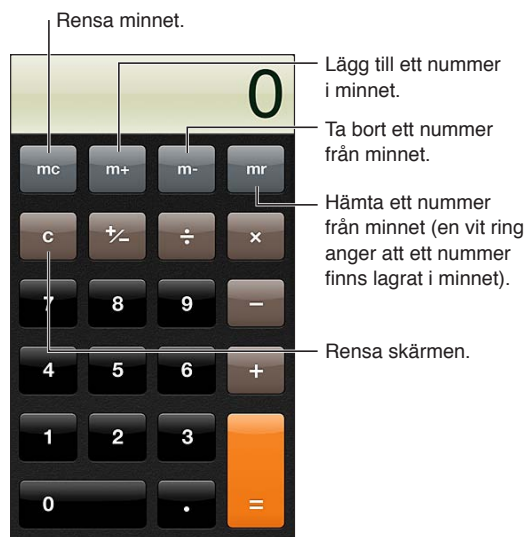 Rensa minnet.
0
Lägg till ett nummer
i minnet.
Ta bort ett nummer
från minnet.
mc m+ m- mr
Hämta ett nummer
från minnet (en vit ring
anger att ett nummer
finns lagrat i minnet).
c +/− ÷ ×
7 8 9 −
Rensa skärmen.
4 5 6 +
1 2 3
0 . =